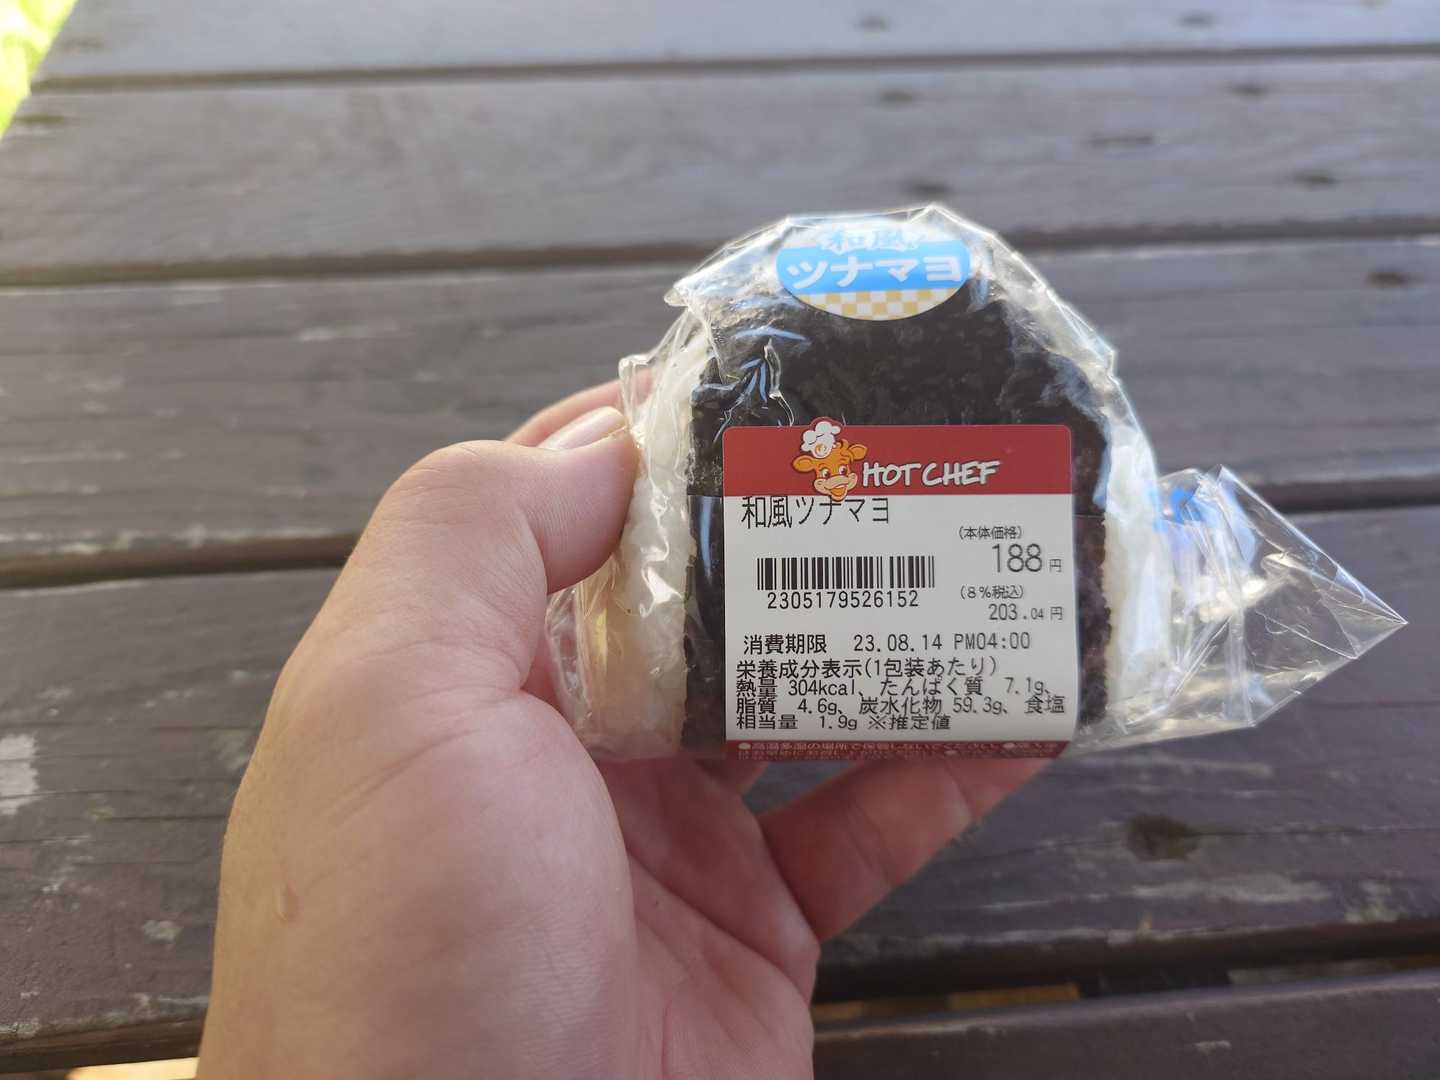 和風
ツナマヨ
HOT CHEF
和風ツナマヨ
(本体価格)
188円
(8%税込)
203.04円
2305179526152
消費期限 23.08.14 PM04:00
栄養成分表示(1包装あたり)
熱量 304kcal、たんぱく質 7.1g、
脂質 4.6g、炭水化物 59.3g、食塩
相当量 1.9g ※推定値